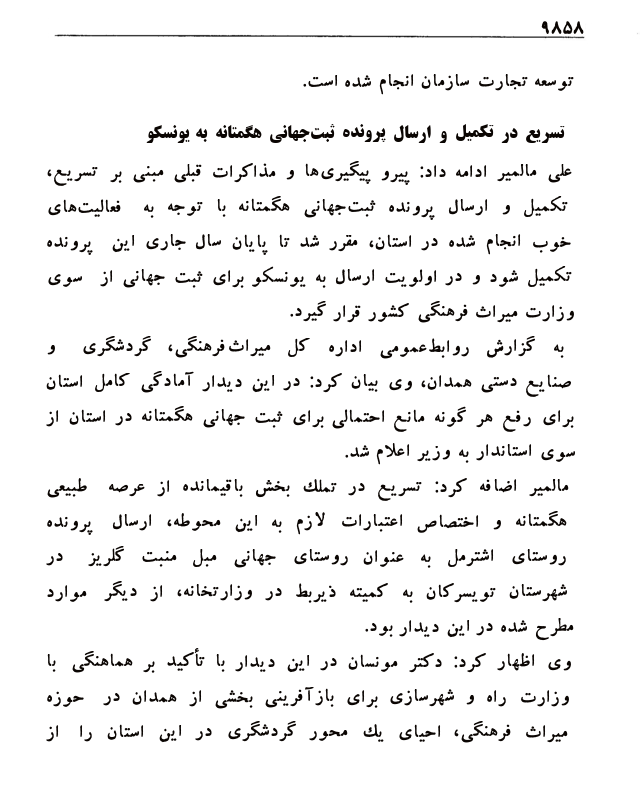 ۹۸۵۸
توسعه تجارت سازمان انجام شده است.
تسریع در تکمیل و ارسال پرونده ثبت‌جهانی هگمتانه به یونسکو
علی مالمیر ادامه داد: پیرو پیگیری‌ها و مذاکرات قبلی مبنی بر تسریع،
تکمیل و ارسال پرونده ثبت‌جهانی هگمتانه با توجه به فعالیت‌های
خوب انجام شده در استان، مقرر شد تا پایان سال جاری این پرونده
تکمیل شود و در اولویت ارسال به یونسکو برای ثبت جهانی از سوی
وزارت میراث فرهنگی کشور قرار گیرد.
به گزارش روابط‌عمومی اداره کل میراث‌فرهنگی، گردشگری و
صنایع دستی همدان، وی بیان کرد: در این دیدار آمادگی کامل استان
برای رفع هر گونه مانع احتمالی برای ثبت جهانی هگمتانه در استان از
سوی استاندار به وزیر اعلام شد.
مالمیر اضافه کرد: تسریع در تملك بخش باقیمانده از عرصه طبیعی
هگمتانه و اختصاص اعتبارات لازم به این محوطه، ارسال پرونده
روستای اشترمل به عنوان روستای جهانی مبل منبت گلریز در
شهرستان تویسرکان به کمیته ذیربط در وزارتخانه، از دیگر موارد
مطرح شده در این دیدار بود.
وی اظهار کرد: دکتر مونسان در این دیدار با تأکید بر هماهنگی با
وزارت راه و شهرسازی برای بازآفرینی بخشی از همدان در حوزه
میراث فرهنگی، احیای یك محور گردشگری در این استان را از